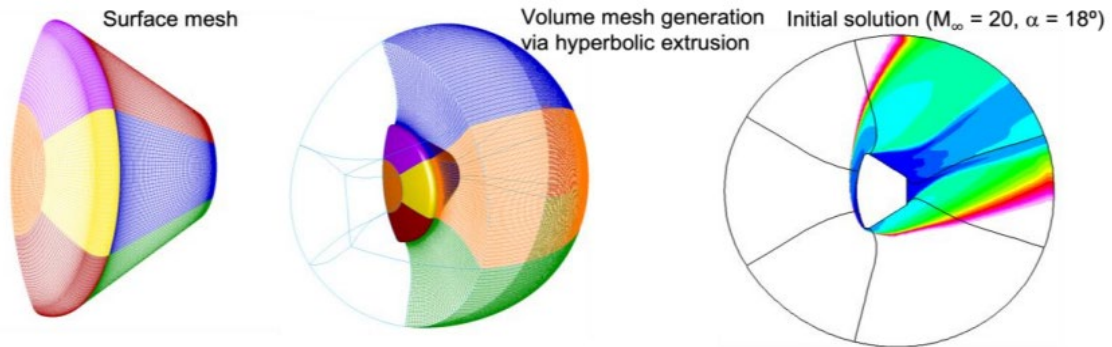 Surface mesh
Volume mesh generation
via hyperbolic extrusion
Initial solution (M∞ = 20, α = 18º)